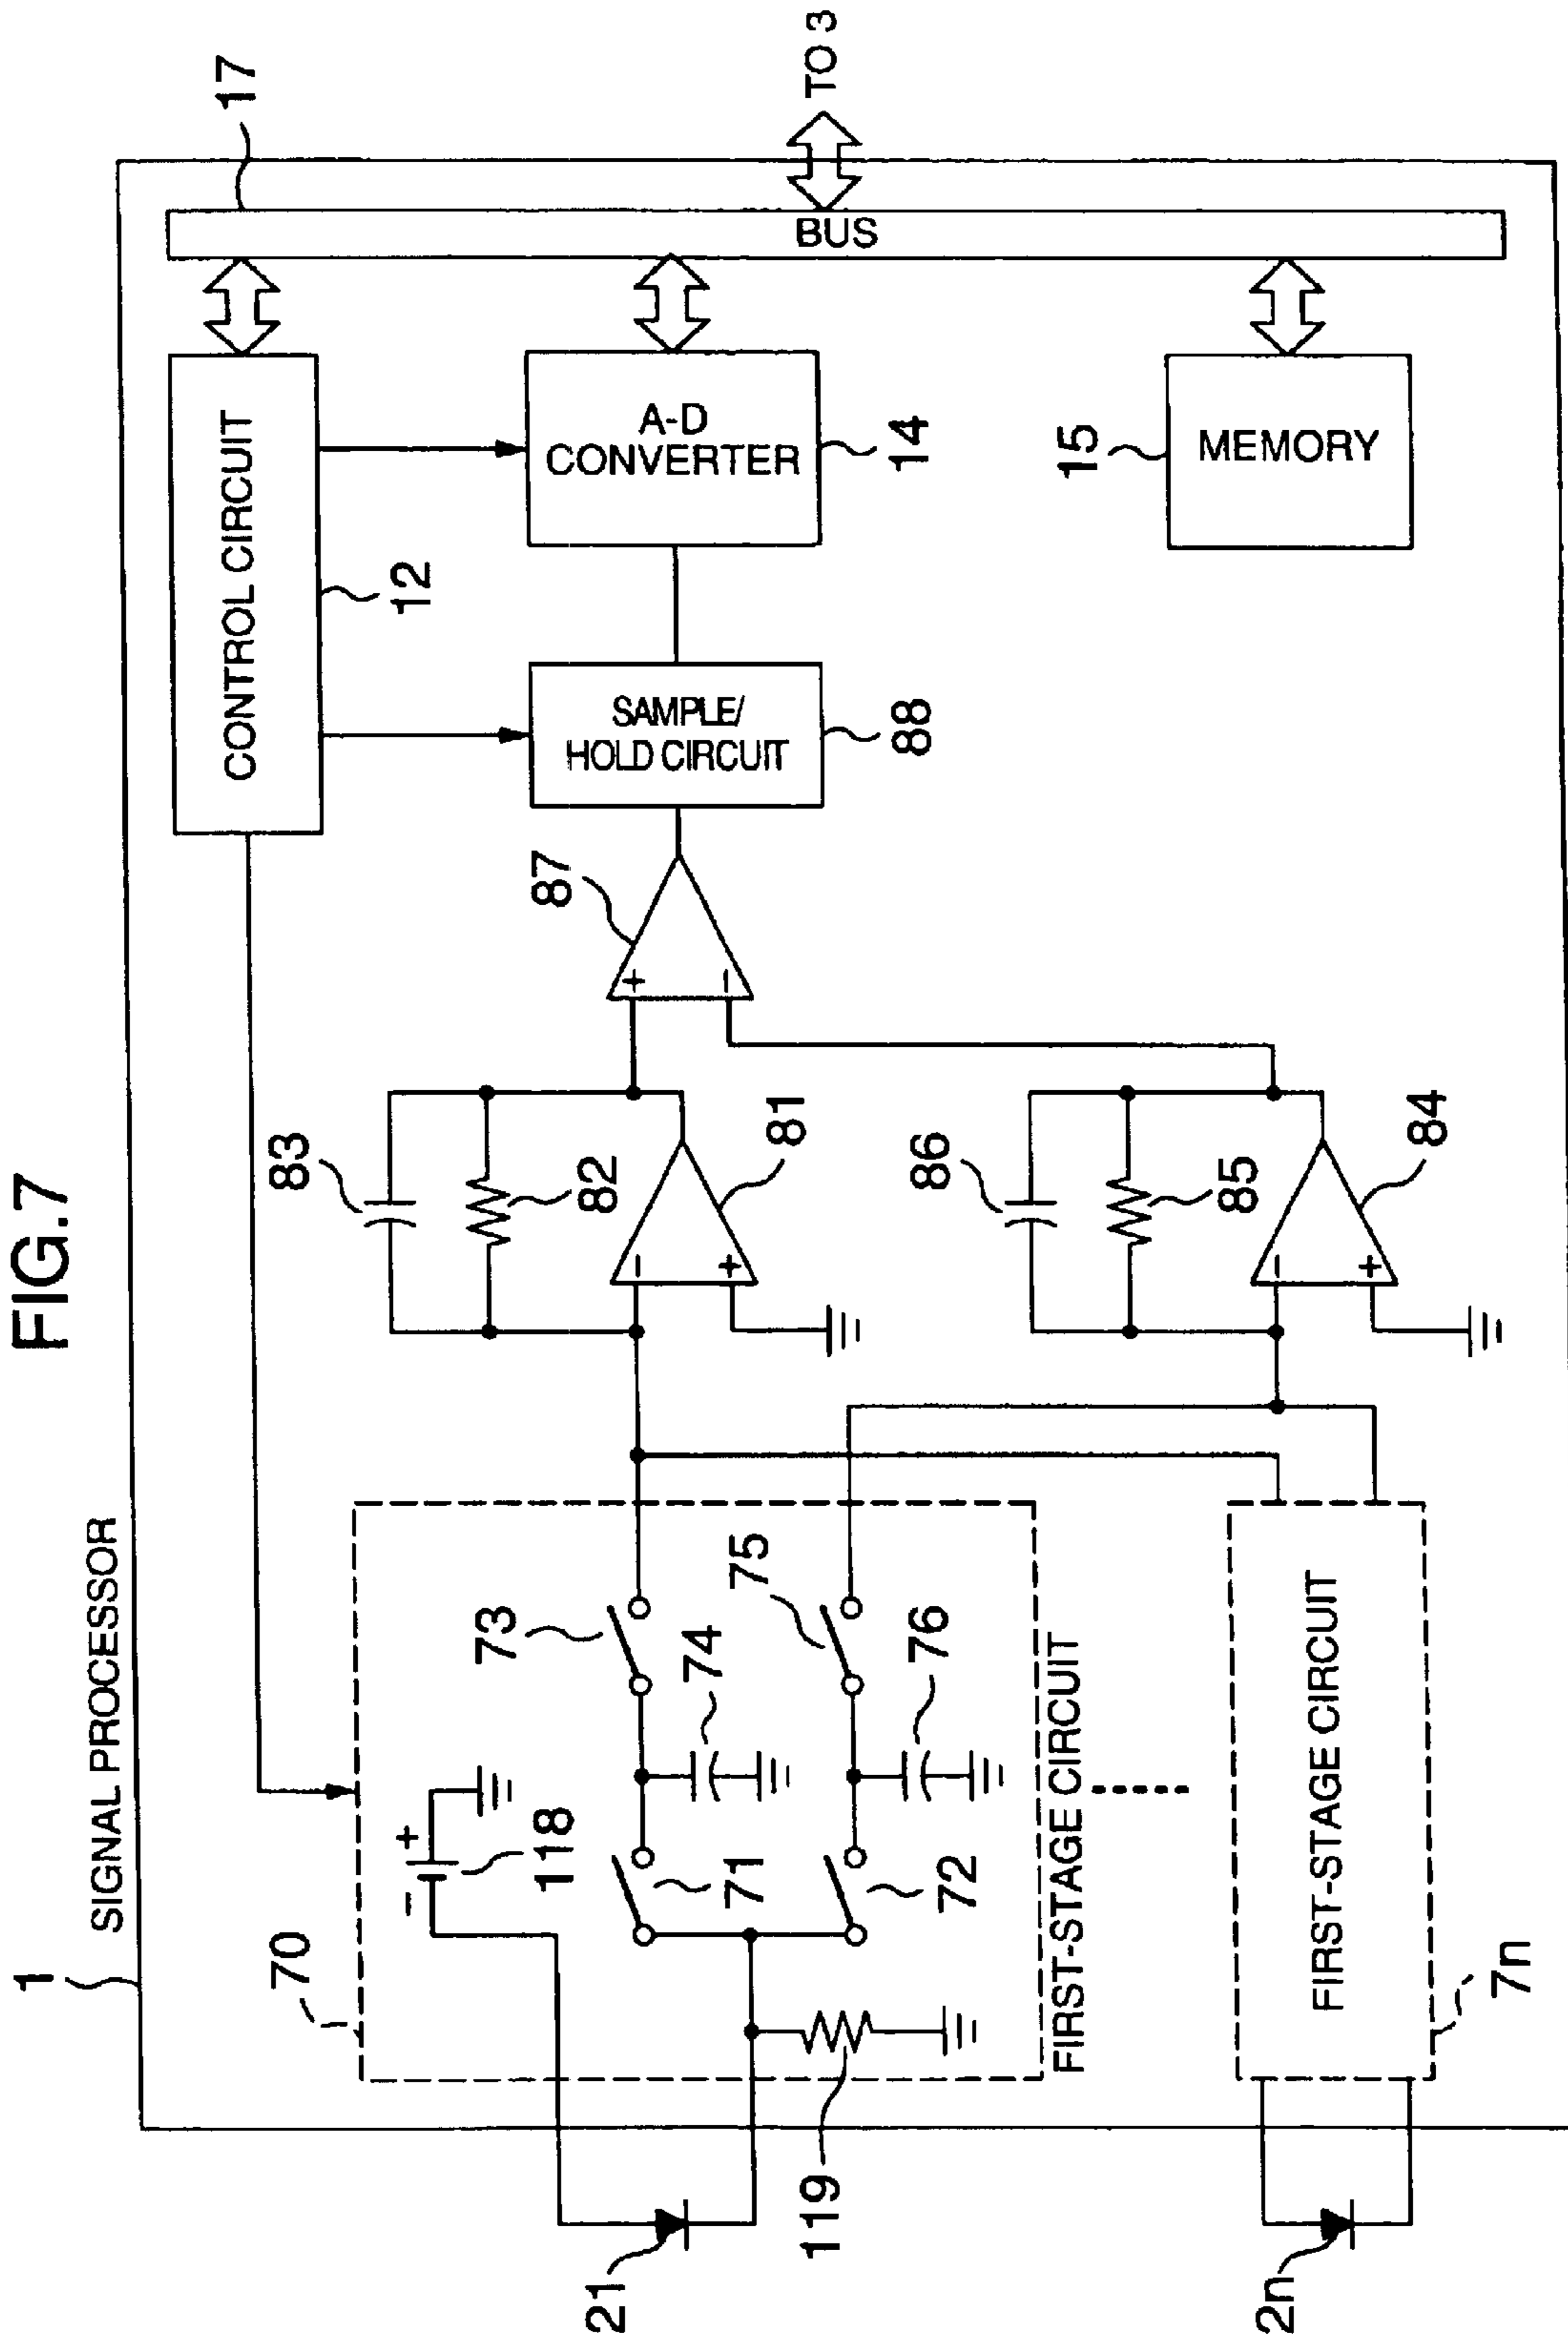 FIG.7
1
SIGNAL PROCESSOR
17
CONTROL CIRCUIT
12
BUS
TO 3
A-D
CONVERTER
14
15
MEMORY
SAMPLE/
HOLD CIRCUIT
88
87
+
−
83
82
81
−
+
86
85
84
−
+
70
−
+
118
71
72
73
74
75
76
119
FIRST-STAGE CIRCUIT
FIRST-STAGE CIRCUIT
7n
21
2n